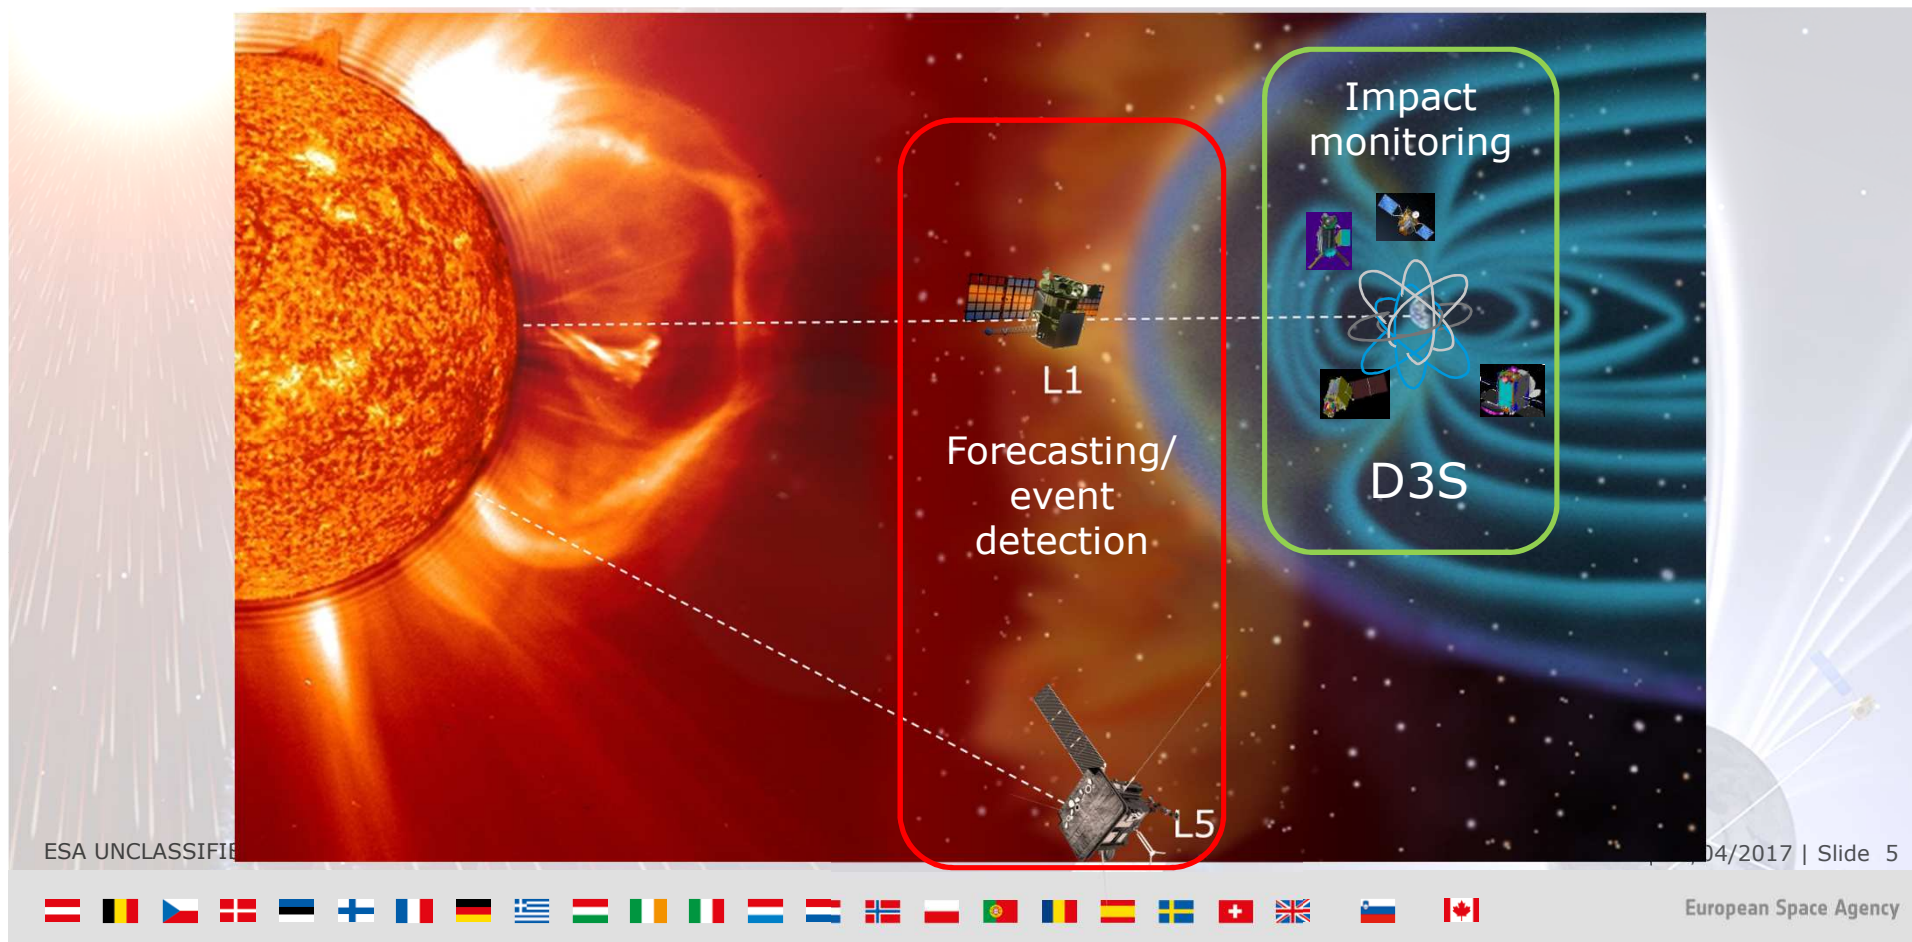 Impact
monitoring
L1
Forecasting/
event
detection
D3S
L5
ESA UNCLASSIFIE
04/2017 | Slide 5
European Space Agency